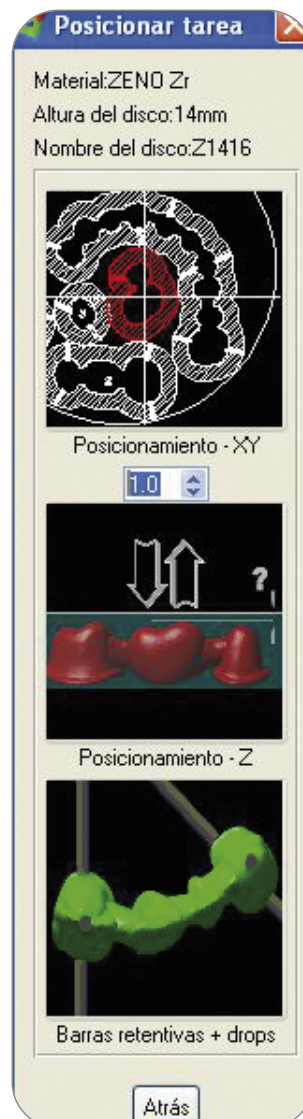 Posicionar tarea
Material:ZENO Zr
Altura del disco:14mm
Nombre del disco:Z1416
Posicionamiento - XY
1.0
?
Posicionamiento - Z
Barras retentivas + drops
Atrás